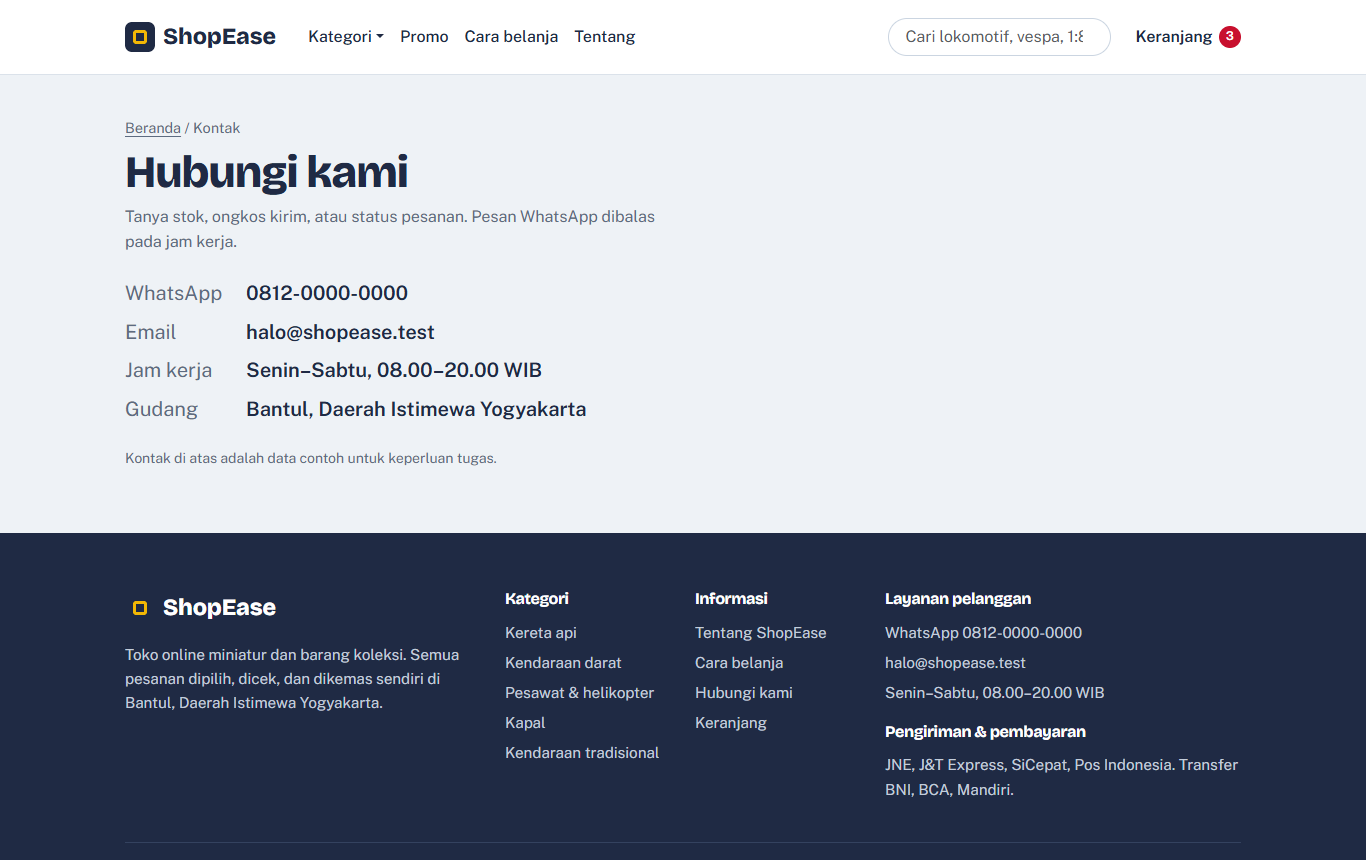 ShopEase
Kategori
Promo
Cara belanja
Tentang
Cari lokomotif, vespa, 1:8
Keranjang 3
Beranda / Kontak
Hubungi kami
Tanya stok, ongkos kirim, atau status pesanan. Pesan WhatsApp dibalas
pada jam kerja.
WhatsApp 0812-0000-0000
Email halo@shopease.test
Jam kerja Senin–Sabtu, 08.00–20.00 WIB
Gudang Bantul, Daerah Istimewa Yogyakarta
Kontak di atas adalah data contoh untuk keperluan tugas.
ShopEase
Toko online miniatur dan barang koleksi. Semua
pesanan dipilih, dicek, dan dikemas sendiri di
Bantul, Daerah Istimewa Yogyakarta.
Kategori
Kereta api
Kendaraan darat
Pesawat & helikopter
Kapal
Kendaraan tradisional
Informasi
Tentang ShopEase
Cara belanja
Hubungi kami
Keranjang
Layanan pelanggan
WhatsApp 0812-0000-0000
halo@shopease.test
Senin–Sabtu, 08.00–20.00 WIB
Pengiriman & pembayaran
JNE, J&T Express, SiCepat, Pos Indonesia. Transfer
BNI, BCA, Mandiri.